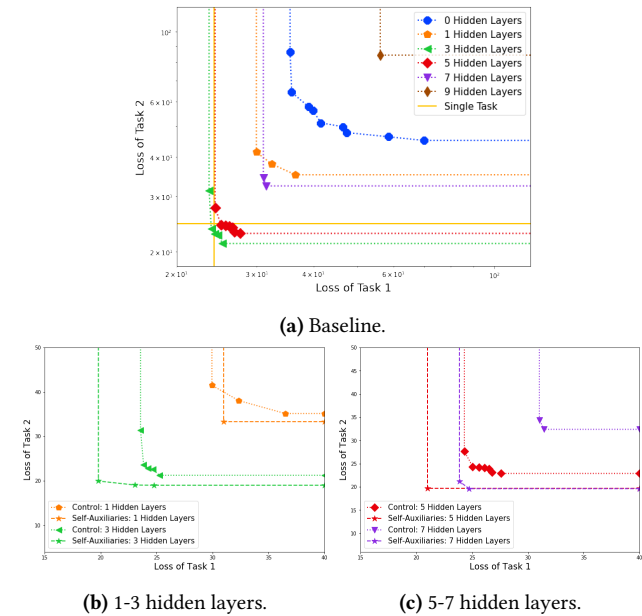 10²
6 × 10¹
4 × 10¹
3 × 10¹
2 × 10¹
Loss of Task 2
0 Hidden Layers
1 Hidden Layers
3 Hidden Layers
5 Hidden Layers
7 Hidden Layers
9 Hidden Layers
Single Task
2 × 10¹ 3 × 10¹ 4 × 10¹ 6 × 10¹ 10²
Loss of Task 1
(a) Baseline.
50
40
30
20
10
Loss of Task 2
Control: 1 Hidden Layers
Self-Auxiliaries: 1 Hidden Layers
Control: 3 Hidden Layers
Self-Auxiliaries: 3 Hidden Layers
15 20 25 30 35 40
Loss of Task 1
(b) 1-3 hidden layers.
50
45
40
35
30
25
20
15
10
Loss of Task 2
Control: 5 Hidden Layers
Self-Auxiliaries: 5 Hidden Layers
Control: 7 Hidden Layers
Self-Auxiliaries: 7 Hidden Layers
15 20 25 30 35 40
Loss of Task 1
(c) 5-7 hidden layers.